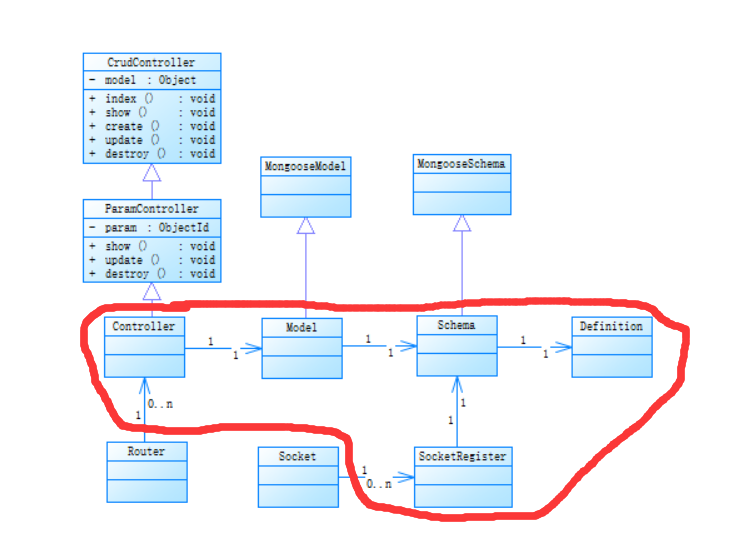 CrudController
- model : Object
+ index () : void
+ show () : void
+ create () : void
+ update () : void
+ destroy () : void
MongooseModel
MongooseSchema
ParamController
- param : ObjectId
+ show () : void
+ update () : void
+ destroy () : void
Controller
Model
Schema
Definition
1
1
1
1
1
1
0..n
1
1
1
Router
Socket
SocketRegister
1
0..n